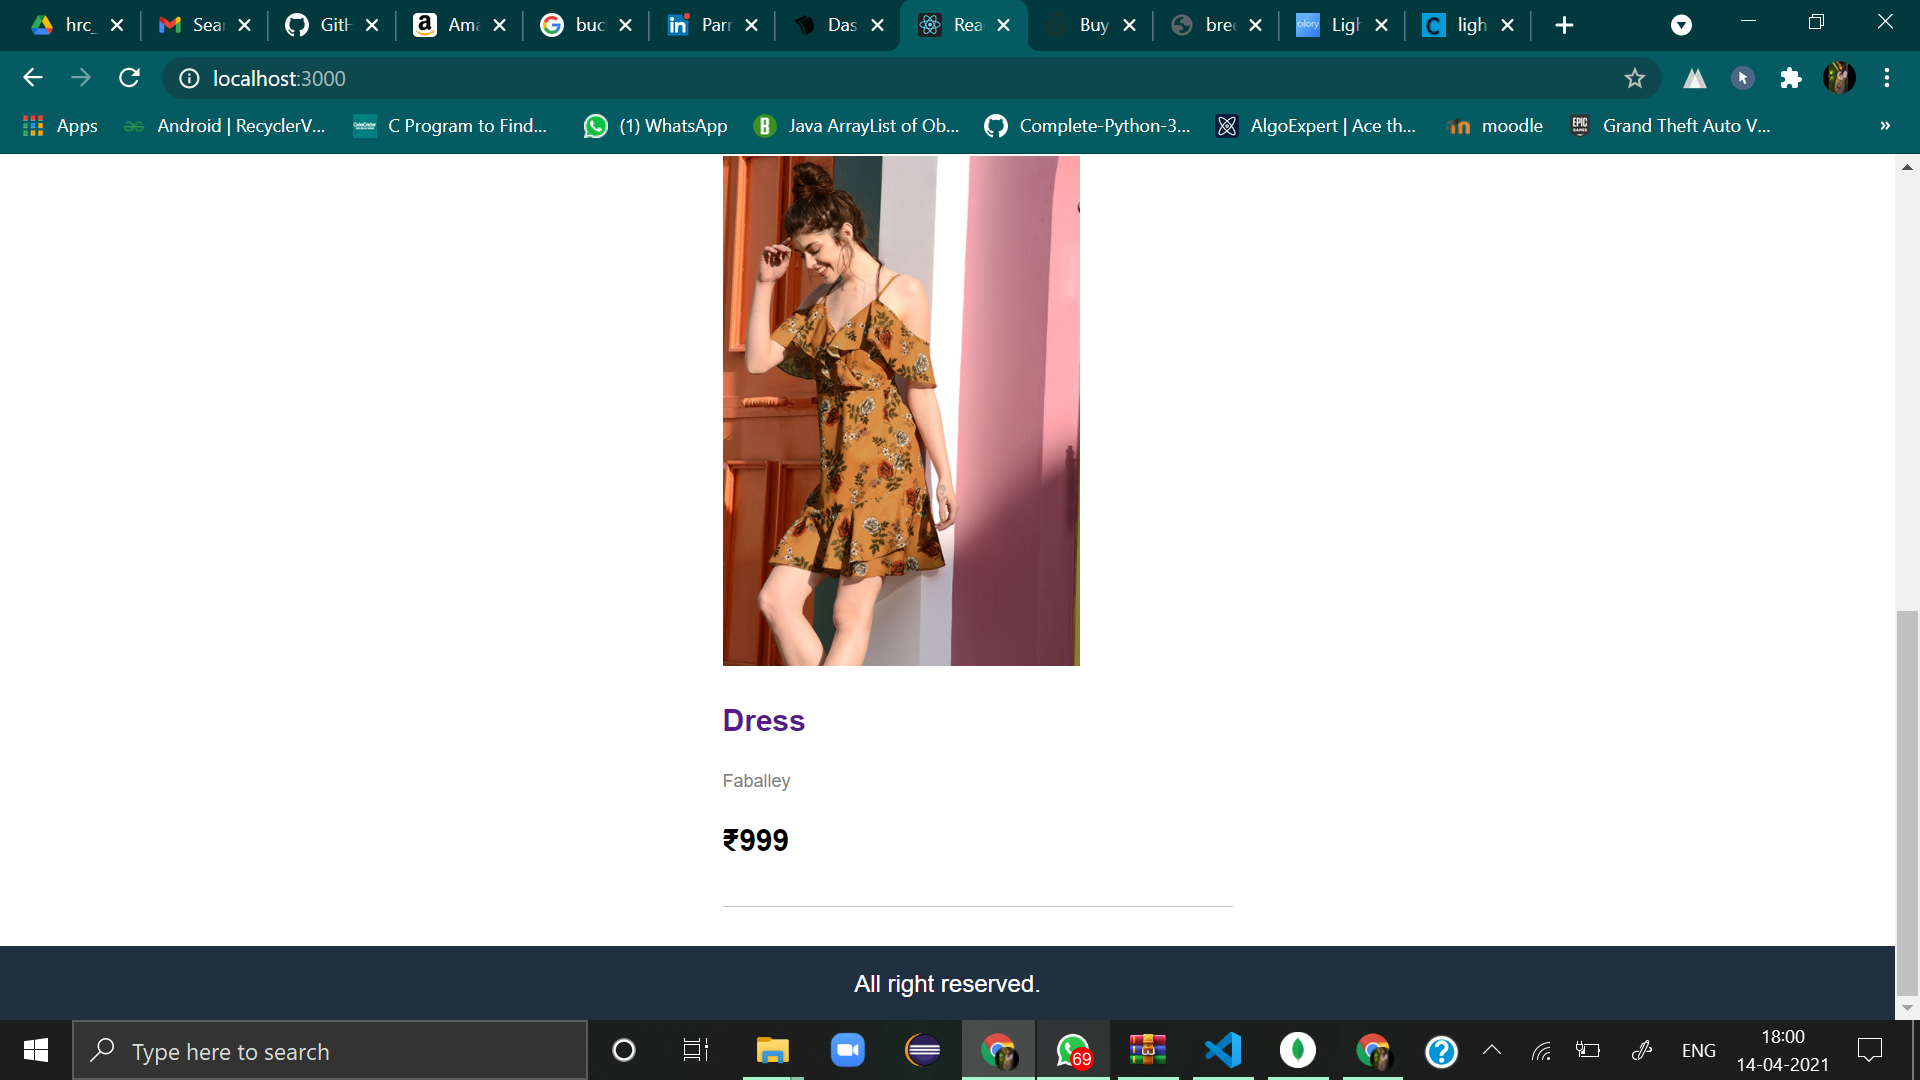 hrc_ Sear GitH Ama buc Parr Das Rea Buy bree Ligh ligh
localhost:3000
Apps Android | RecyclerV... C Program to Find... (1) WhatsApp Java ArrayList of Ob... Complete-Python-3... AlgoExpert | Ace th... moodle Grand Theft Auto V... »
Dress
Faballey
₹999
All right reserved.
Type here to search
69
ENG
18:00
14-04-2021